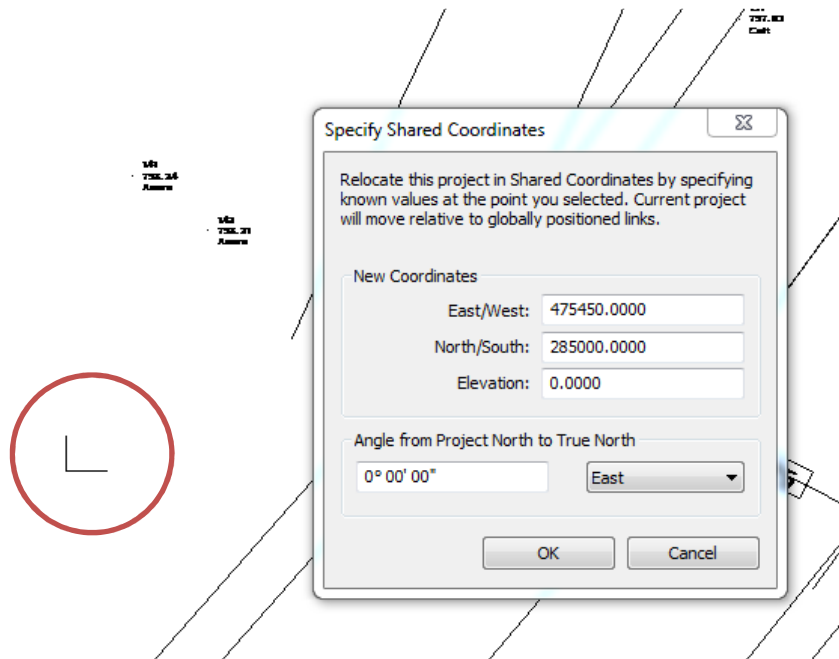 Specify Shared Coordinates
Relocate this project in Shared Coordinates by specifying
known values at the point you selected. Current project
will move relative to globally positioned links.
New Coordinates
East/West: 475450.0000
North/South: 285000.0000
Elevation: 0.0000
Angle from Project North to True North
0° 00' 00"
East
OK
Cancel